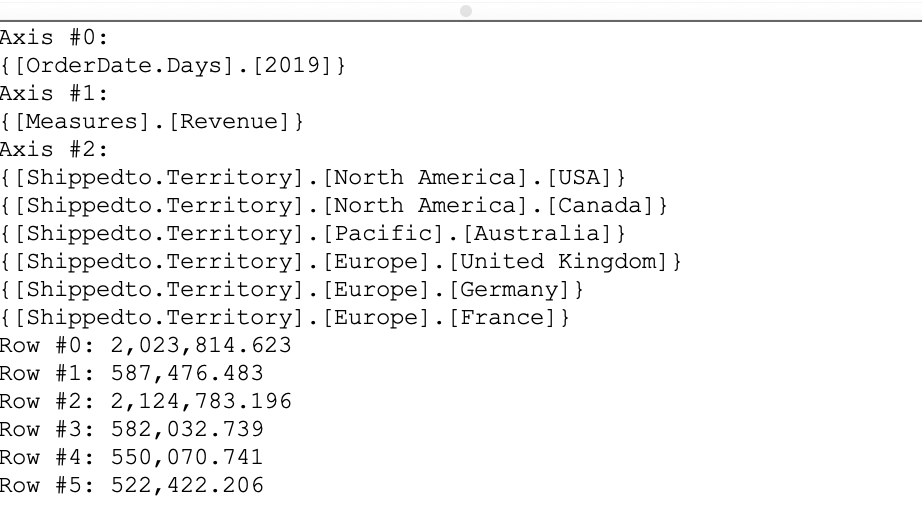 Axis #0:
{[OrderDate.Days].[2019]}
Axis #1:
{[Measures].[Revenue]}
Axis #2:
{[Shippedto.Territory].[North America].[USA]}
{[Shippedto.Territory].[North America].[Canada]}
{[Shippedto.Territory].[Pacific].[Australia]}
{[Shippedto.Territory].[Europe].[United Kingdom]}
{[Shippedto.Territory].[Europe].[Germany]}
{[Shippedto.Territory].[Europe].[France]}
Row #0: 2,023,814.623
Row #1: 587,476.483
Row #2: 2,124,783.196
Row #3: 582,032.739
Row #4: 550,070.741
Row #5: 522,422.206